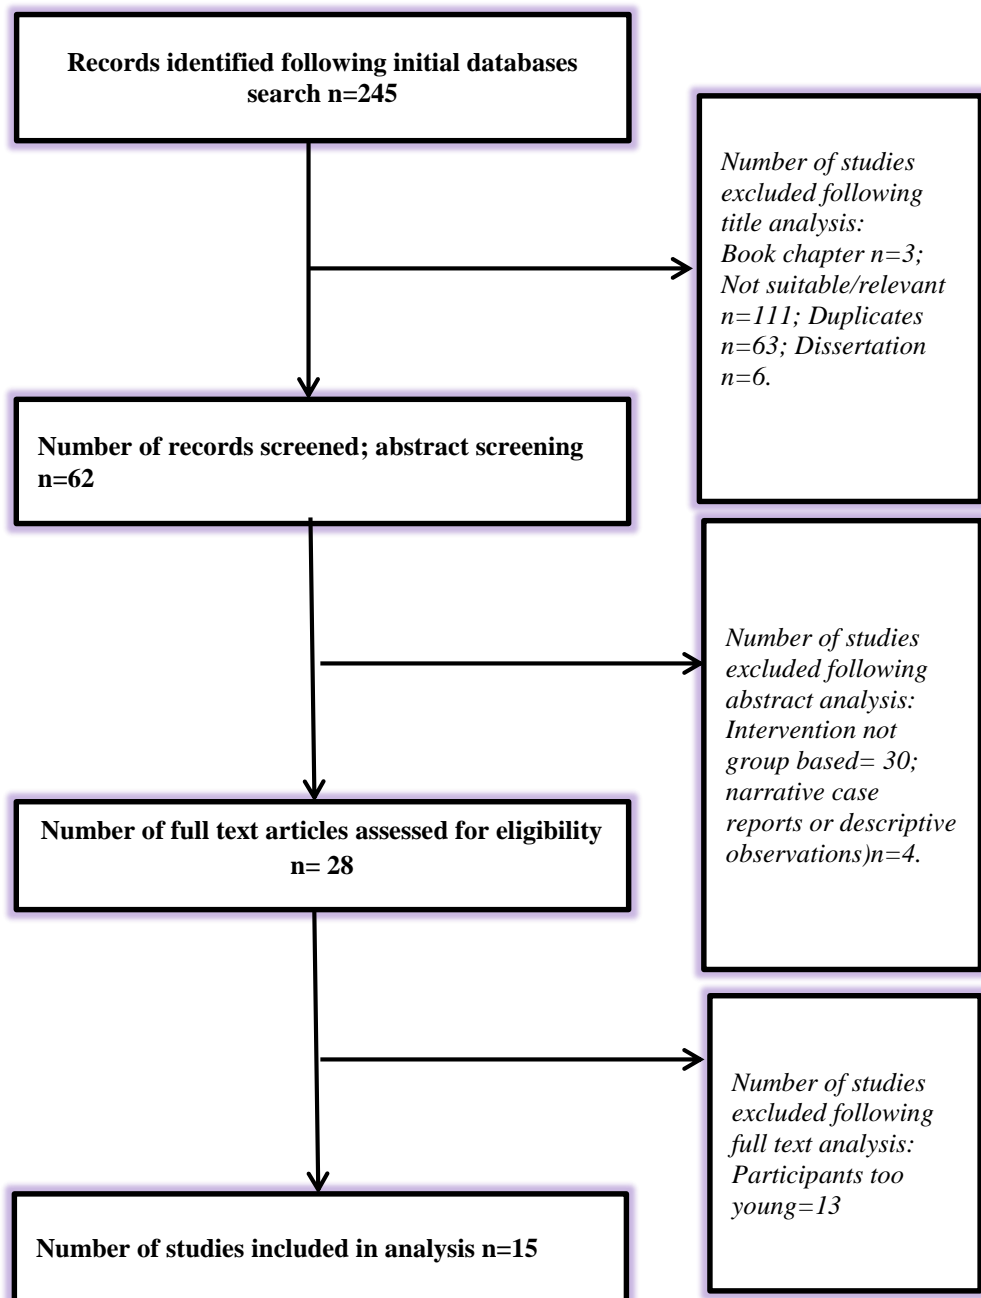 Records identified following initial databases
search n=245
Number of studies
excluded following
title analysis:
Book chapter n=3;
Not suitable/relevant
n=111; Duplicates
n=63; Dissertation
n=6.
Number of records screened; abstract screening
n=62
Number of studies
excluded following
abstract analysis:
Intervention not
group based= 30;
narrative case
reports or descriptive
observations)n=4.
Number of full text articles assessed for eligibility
n= 28
Number of studies
excluded following
full text analysis:
Participants too
young=13
Number of studies included in analysis n=15